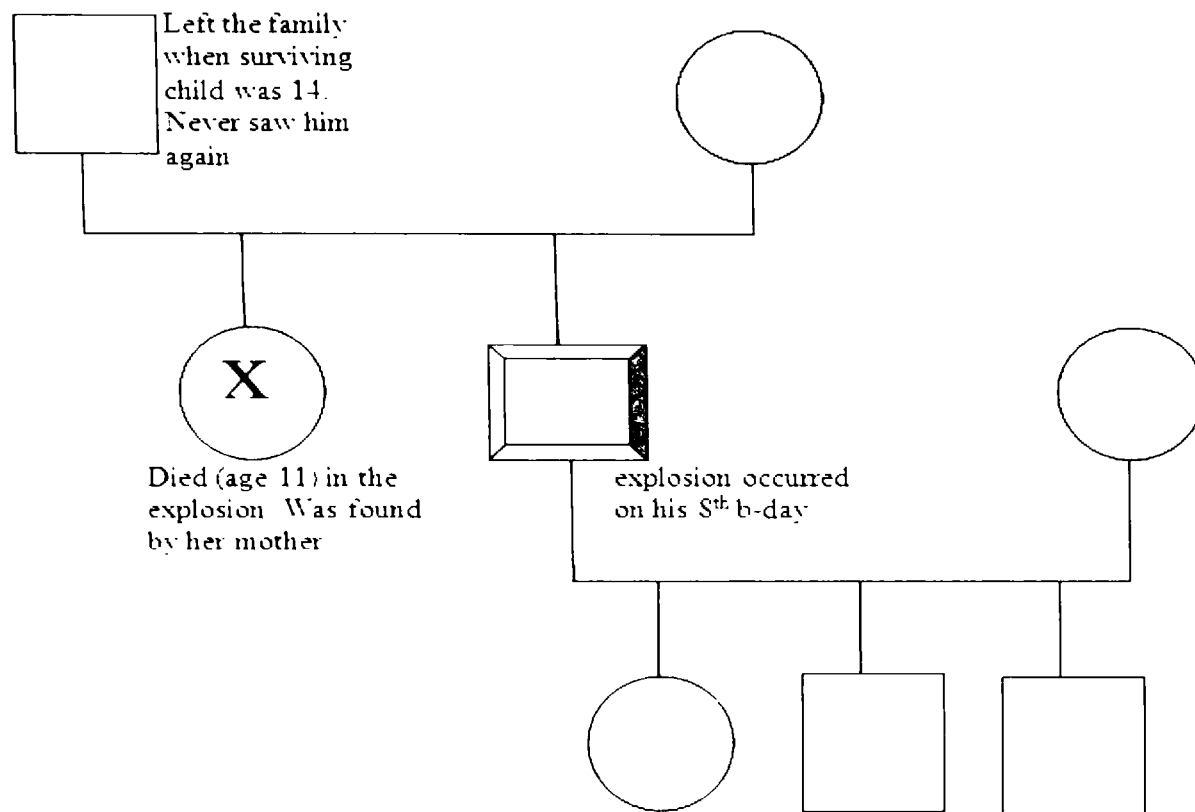 Left the family
when surviving
child was 14.
Never saw him
again
X
Died (age 11) in the
explosion. Was found
by her mother
explosion occurred
on his 8th b-day